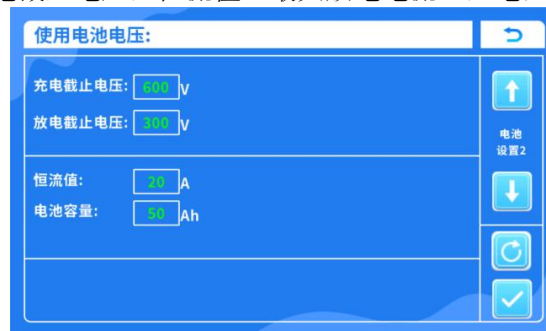 使用电池电压:
充电截止电压: 600 V
放电截止电压: 300 V
电池
设置2
恒流值: 20 A
电池容量: 50 Ah